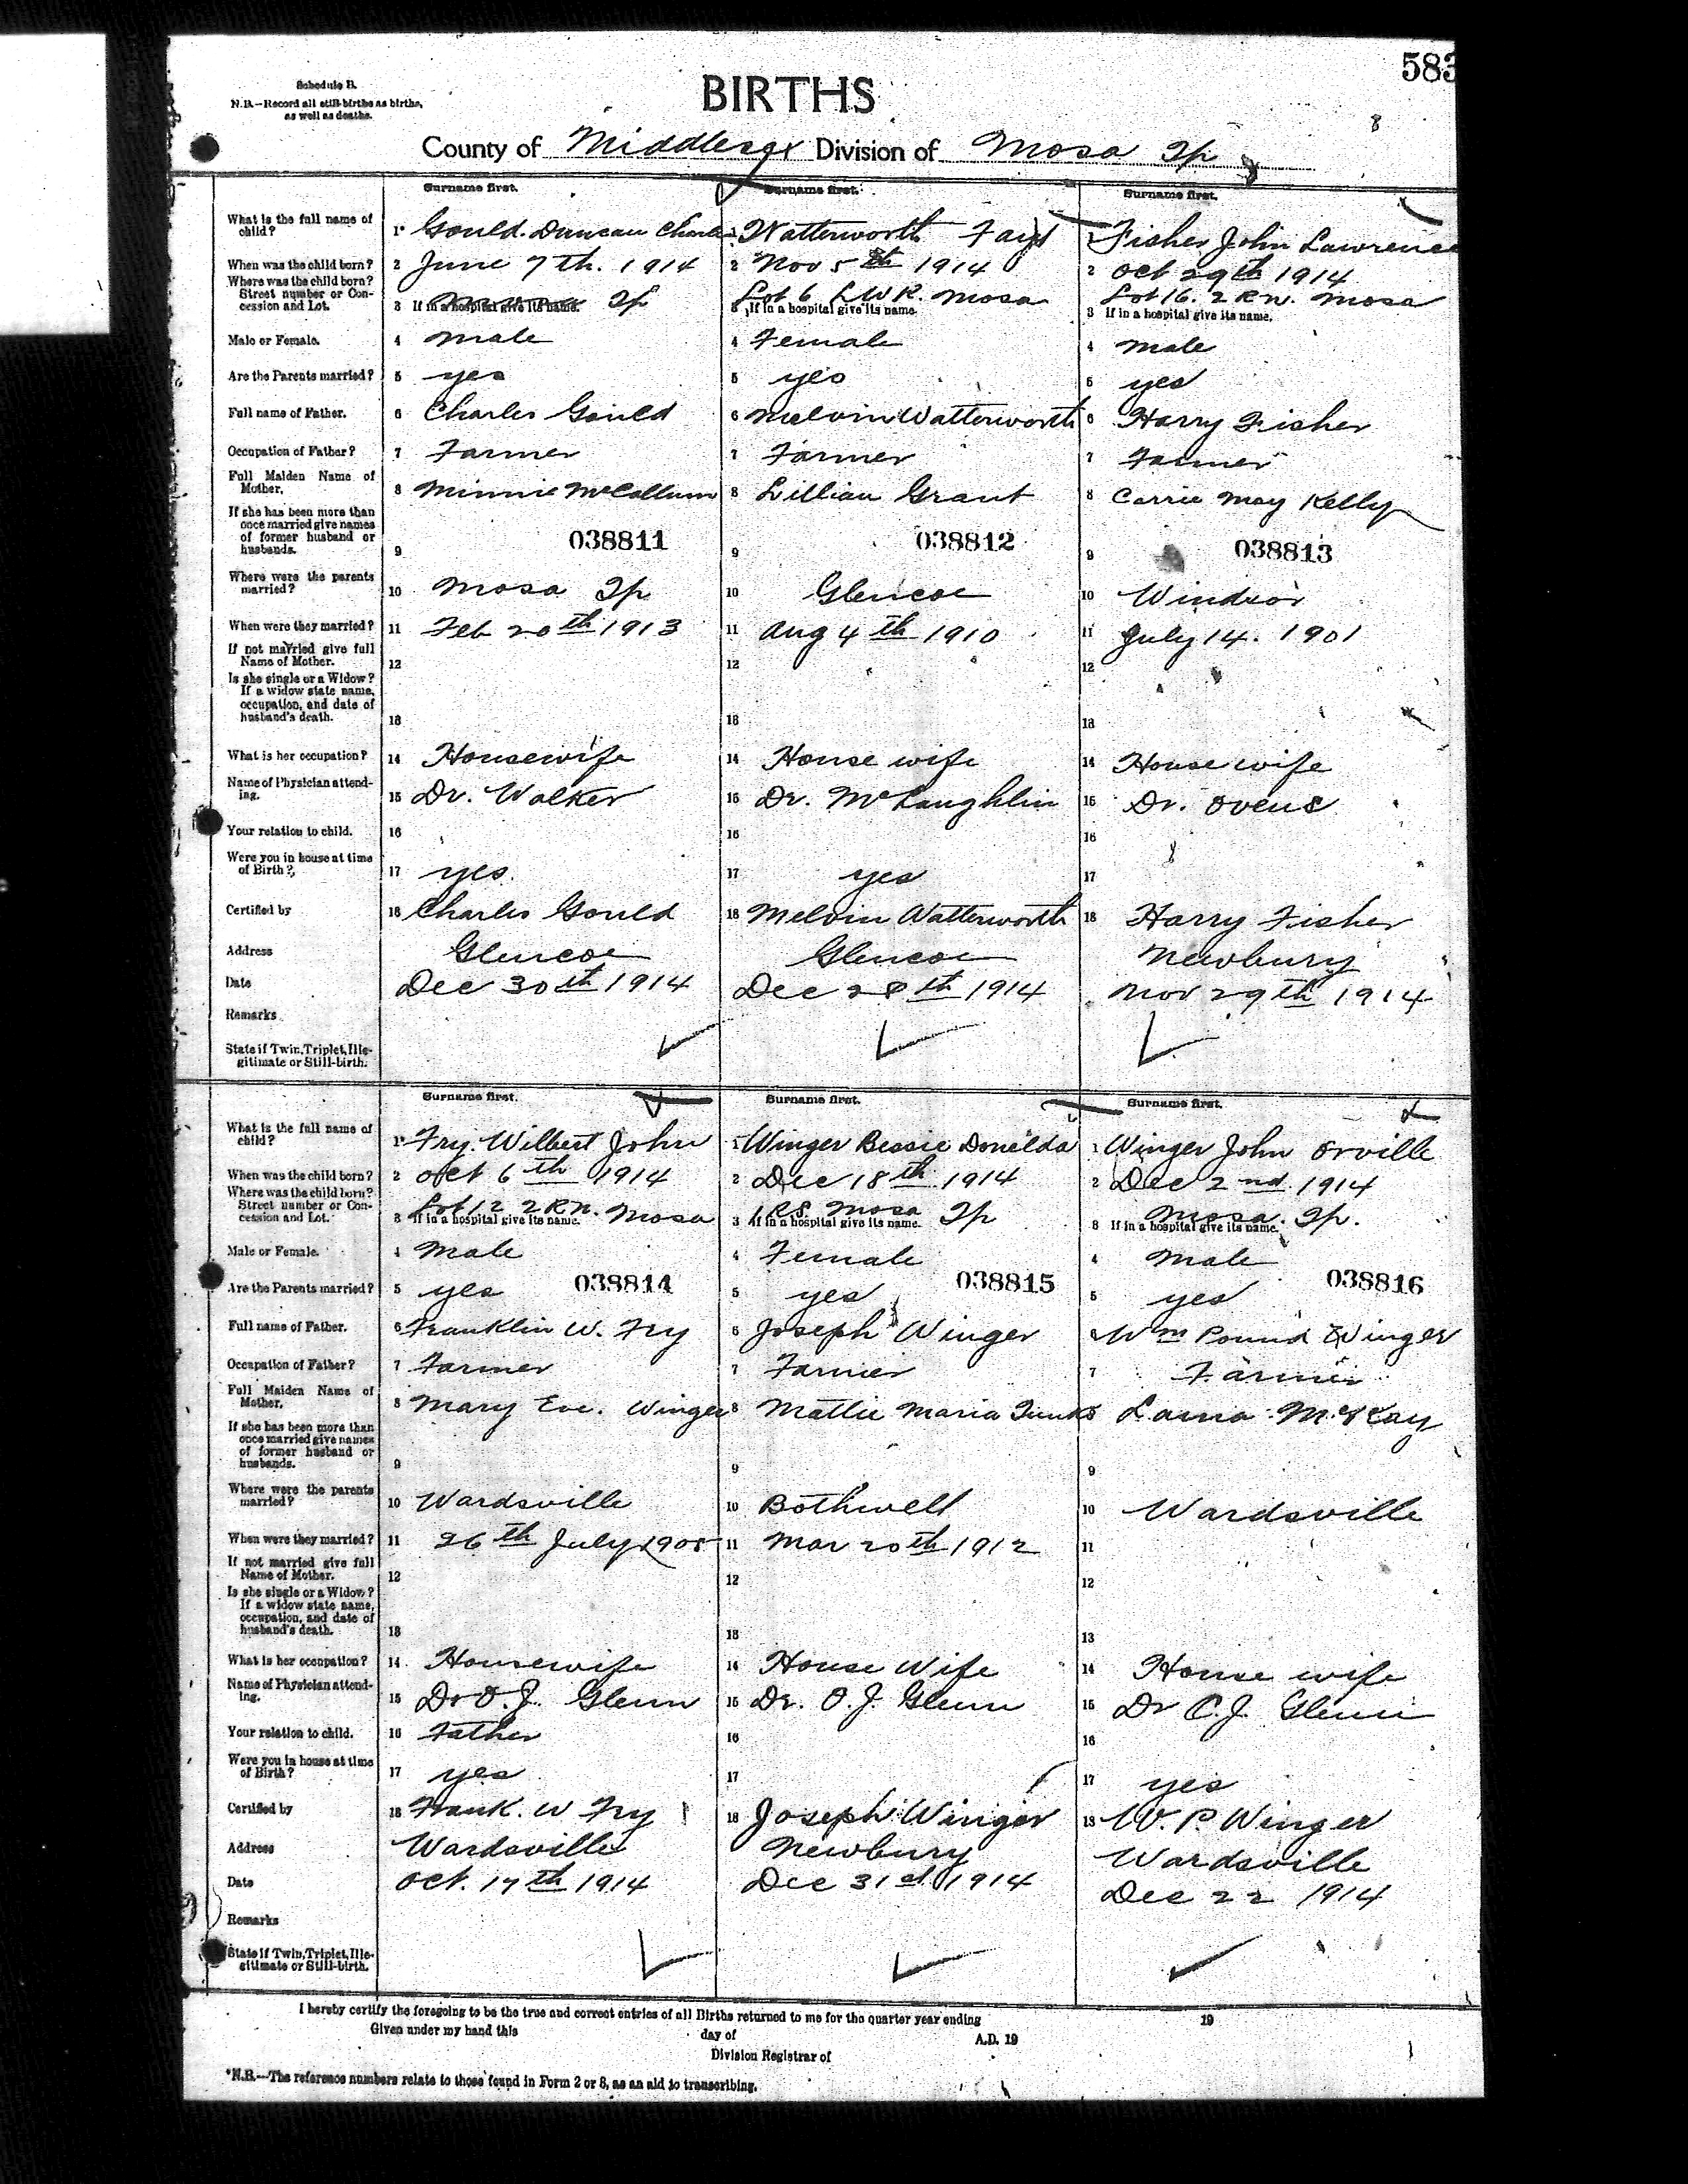 583
Schedule B.
N.B.—Record all still-births as births,
as well as deaths.
BIRTHS
8
County of Middlesex Division of Mosa Tp
Surname first. Surname first. Surname first.
What is the full name of child? 1 Gould. Duncan Charles 1 Watterworth 1 Fisher John Lawrence
When was the child born? 2 June 7th. 1914 2 Nov 5th 1914 2 Oct 29th 1914
Where was the child born? Street number or Concession and Lot. 3 If in a hospital give its name. Tp Lot 6 L.W.R. Mosa 3 If in a hospital give its name. Lot 16. 2 R N. Mosa 3 If in a hospital give its name.
Male or Female. 4 Male 4 Female 4 Male
Are the Parents married? 5 yes 5 yes 5 yes
Full name of Father. 6 Charles Gould 6 Melvin Watterworth 6 Harry Fisher
Occupation of Father? 7 Farmer 7 Farmer 7 Farmer
Full Maiden Name of Mother. 8 Minnie McCallum 8 Lillian Grant 8 Carrie May Kelly
If she has been more than once married give names of former husband or husbands. 9 038811 9 038812 9 038813
Where were the parents married? 10 Mosa Tp 10 Glencoe 10 Windsor
When were they married? 11 Feb 20th 1913 11 Aug 4th 1910 11 July 14. 1901
If not married give full Name of Mother. 12 12 12
Is she single or a Widow? If a widow state name, occupation, and date of husband's death. 13 13 13
What is her occupation? 14 Housewife 14 House wife 14 House wife
Name of Physician attending. 15 Dr. Walker 15 Dr. McLaughlin 15 Dr. Ovens
Your relation to child. 16 16 16
Were you in house at time of Birth? 17 yes. 17 yes 17
Certified by 18 Charles Gould 18 Melvin Watterworth 18 Harry Fisher
Address Glencoe Glencoe Newbury
Date Dec 30th 1914 Dec 28th 1914 Nov 29th 1914
Remarks
State if Twin, Triplet, Illegitimate or Still-birth.
Surname first. Surname first. Surname first.
What is the full name of child? 1 Fry. Wilbert John 1 Winger Bessie Donelda 1 Winger John Orville
When was the child born? 2 Oct 6th 1914 2 Dec 18th 1914 2 Dec 2nd 1914
Where was the child born? Street number or Concession and Lot. Lot 12 2 R N. Mosa 3 If in a hospital give its name. 1 R S. Mosa Tp 3 If in a hospital give its name. Mosa. Tp. 3 If in a hospital give its name.
Male or Female. 4 Male 4 Female 4 Male
Are the Parents married? 5 yes 038814 5 yes 038815 5 yes 038816
Full name of Father. 6 Franklin W. Fry 6 Joseph Winger 6 Wm Pound Winger
Occupation of Father? 7 Farmer 7 Farmer 7 Farmer
Full Maiden Name of Mother. 8 Mary Eve. Winger 8 Mattie Maria 8 McKay
If she has been more than once married give names of former husband or husbands. 9 9 9
Where were the parents married? 10 Wardsville 10 Bothwell 10 Wardsville
When were they married? 11 26th July 1905 11 Mar 20th 1912 11
If not married give full Name of Mother. 12 12 12
Is she single or a Widow? If a widow state name, occupation, and date of husband's death. 13 13 13
What is her occupation? 14 Housewife 14 House Wife 14 House wife
Name of Physician attending. 15 Dr O.J. Glenn 15 Dr. O.J. Glenn 15 Dr O.J. Glenn
Your relation to child. 16 Father 16 16
Were you in house at time of Birth? 17 yes 17 17 yes
Certified by 18 Frank. W Fry 18 Joseph Winger 18 W. P. Winger
Address Wardsville Newbury Wardsville
Date Oct. 17th 1914 Dec 31st 1914 Dec 22 1914
Remarks
State if Twin, Triplet, Illegitimate or Still-birth.
I hereby certify the foregoing to be the true and correct entries of all Births returned to me for the quarter year ending 19
Given under my hand this day of A.D. 19
Division Registrar of
*N.B.—The reference numbers relate to those found in Form 2 or 8, as an aid to transcribing.